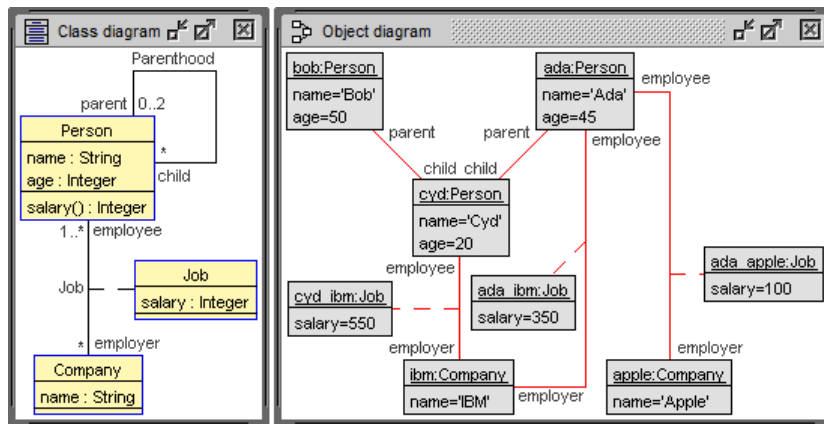 Class diagram
Parenthood
parent 0..2
Person
name : String
age : Integer
salary() : Integer
*
child
1..* employee
Job
Job
salary : Integer
* employer
Company
name : String
Object diagram
bob:Person
name='Bob'
age=50
ada:Person
name='Ada'
age=45
employee
employee
parent
parent
child child
cyd:Person
name='Cyd'
age=20
employee
cyd_ibm:Job
salary=550
ada_ibm:Job
salary=350
ada_apple:Job
salary=100
employer
ibm:Company
name='IBM'
employer
employer
apple:Company
name='Apple'